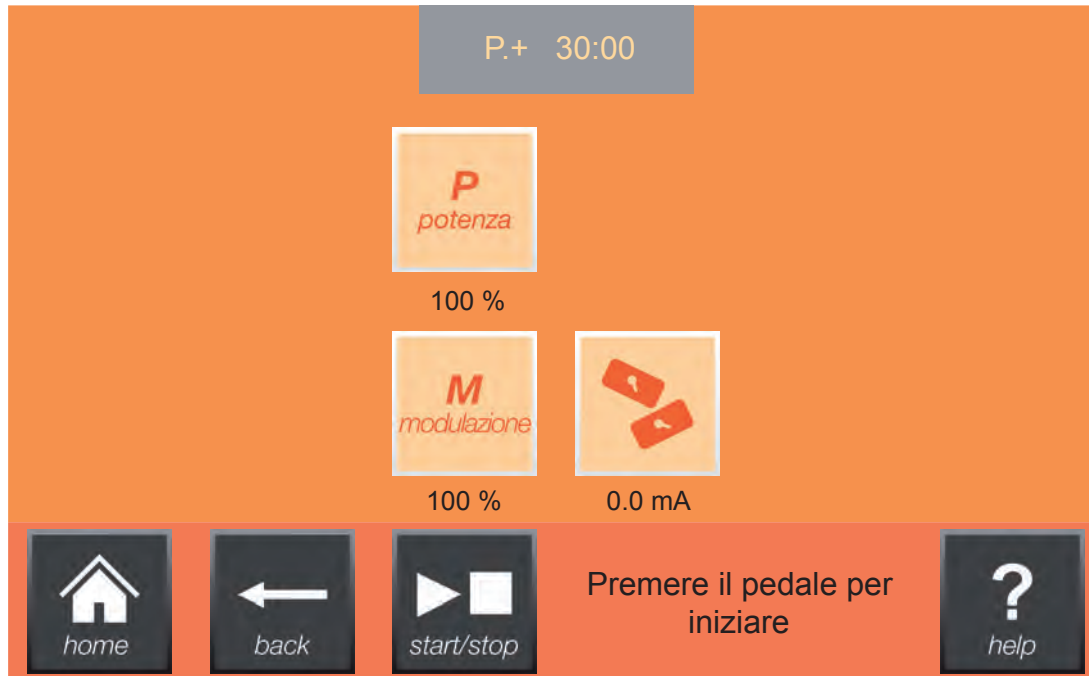 P.+ 30:00
P
potenza
100 %
M
modulazione
100 %
0.0 mA
home
back
start/stop
Premere il pedale per
iniziare
?
help